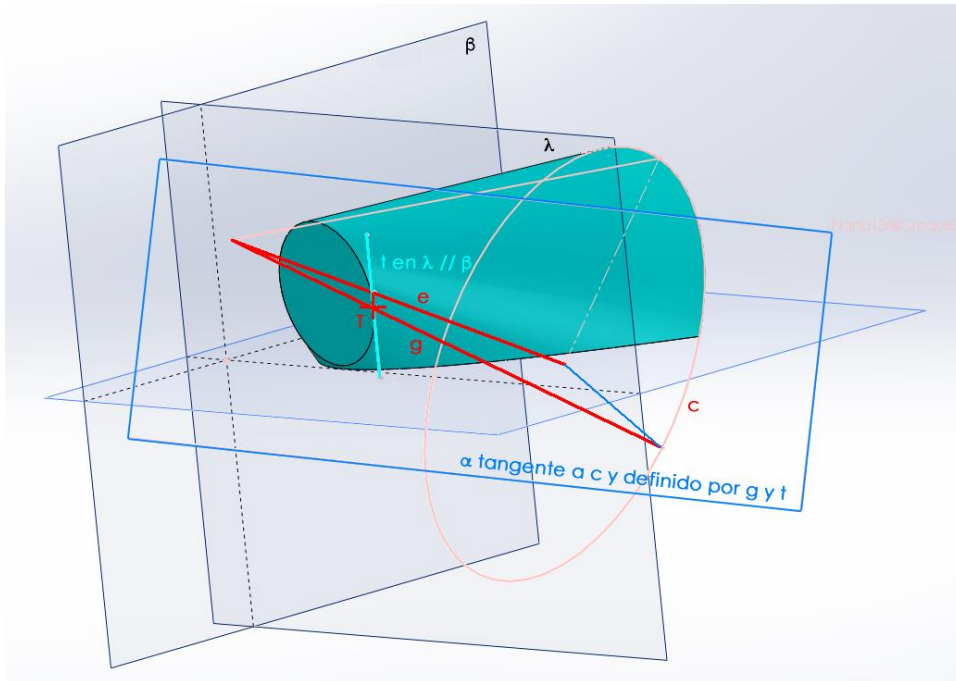 β
λ
t en λ // β
e
T
g
c
α tangente a c y definido por g y t